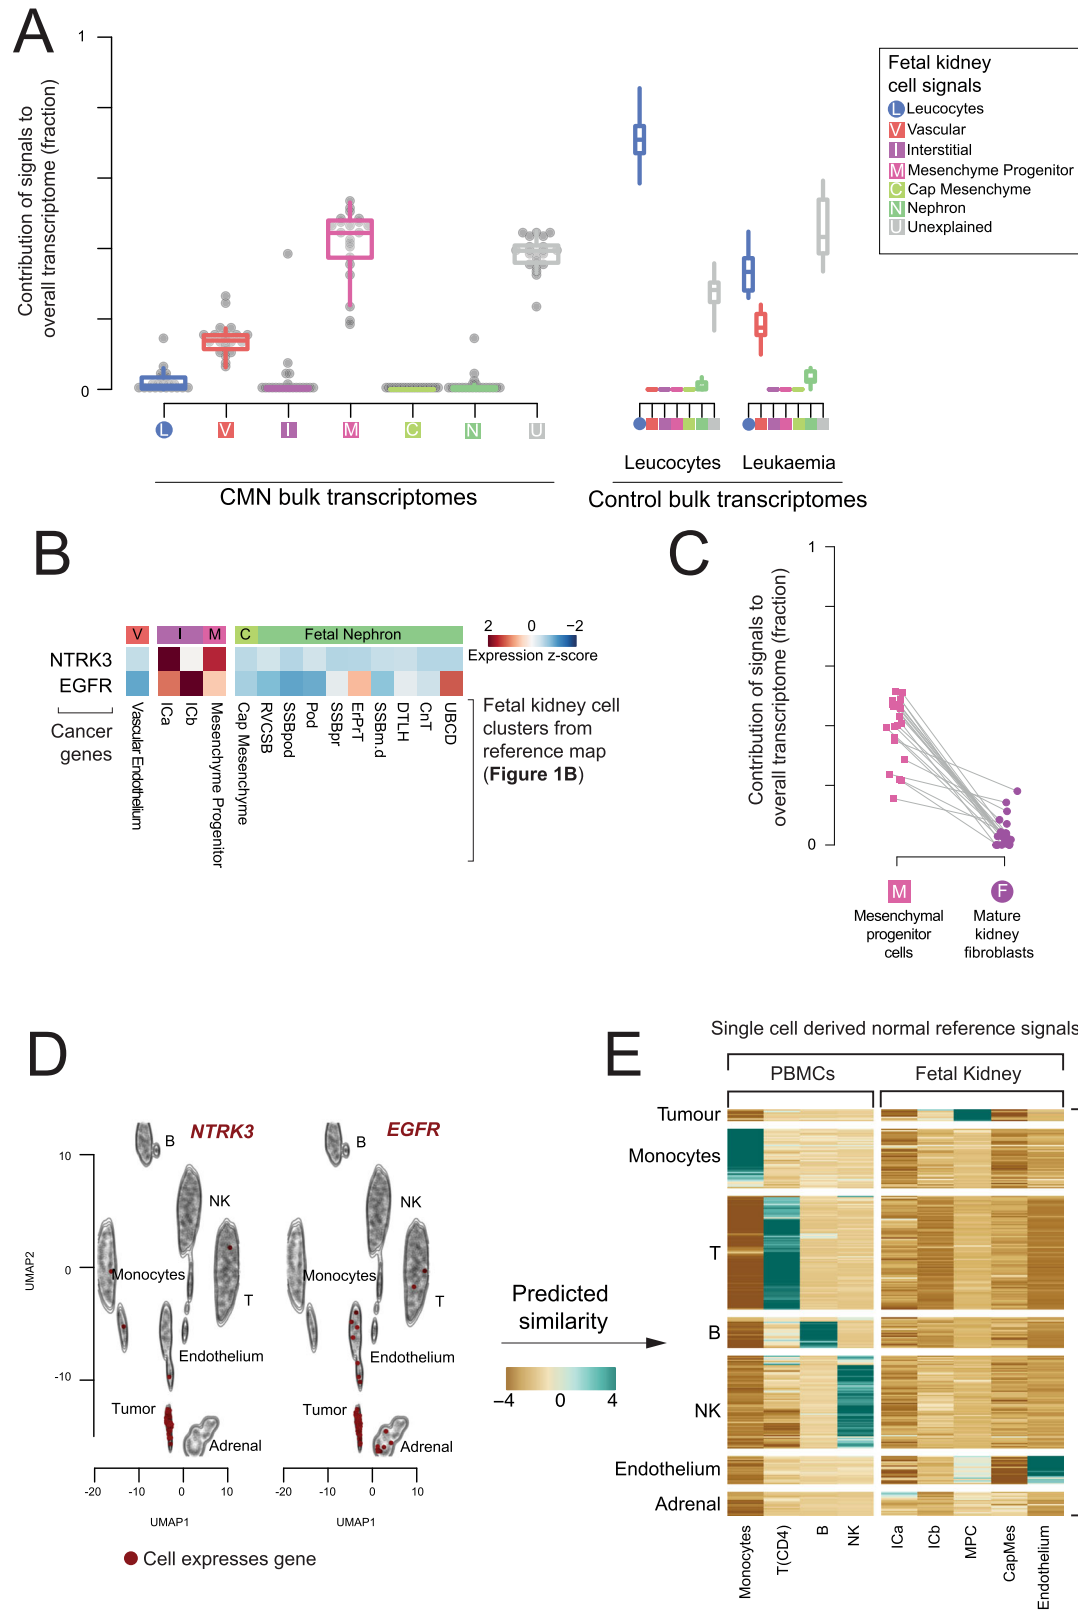 A
1
0
Contribution of signals to
overall transcriptome (fraction)
L
V
I
M
C
N
U
CMN bulk transcriptomes
Leucocytes
Leukaemia
Control bulk transcriptomes
Fetal kidney
cell signals
L Leucocytes
V Vascular
I Interstitial
M Mesenchyme Progenitor
C Cap Mesenchyme
N Nephron
U Unexplained
B
V
I
M
C
Fetal Nephron
NTRK3
EGFR
Cancer
genes
Vascular Endothelium
ICa
ICb
Mesenchyme Progenitor
Cap Mesenchyme
RVCSB
SSBpod
Pod
SSBpr
ErPrT
SSBm.d
DTLH
CnT
UBCD
2 0 −2
Expression z-score
Fetal kidney cell
clusters from
reference map
(Figure 1B)
C
1
0
Contribution of signals to
overall transcriptome (fraction)
M
F
Mesenchymal
progenitor
cells
Mature
kidney
fibroblasts
D
UMAP2
10
0
-10
NTRK3
B
NK
Monocytes
T
Endothelium
Tumor
Adrenal
-20 -10 0 10
UMAP1
EGFR
B
NK
Monocytes
T
Endothelium
Tumor
Adrenal
-20 -10 0 10
UMAP1
Cell expresses gene
Predicted
similarity
−4 0 4
E
Single cell derived normal reference signals
PBMCs
Fetal Kidney
Tumour
Monocytes
T
B
NK
Endothelium
Adrenal
Monocytes
T(CD4)
B
NK
ICa
ICb
MPC
CapMes
Endothelium